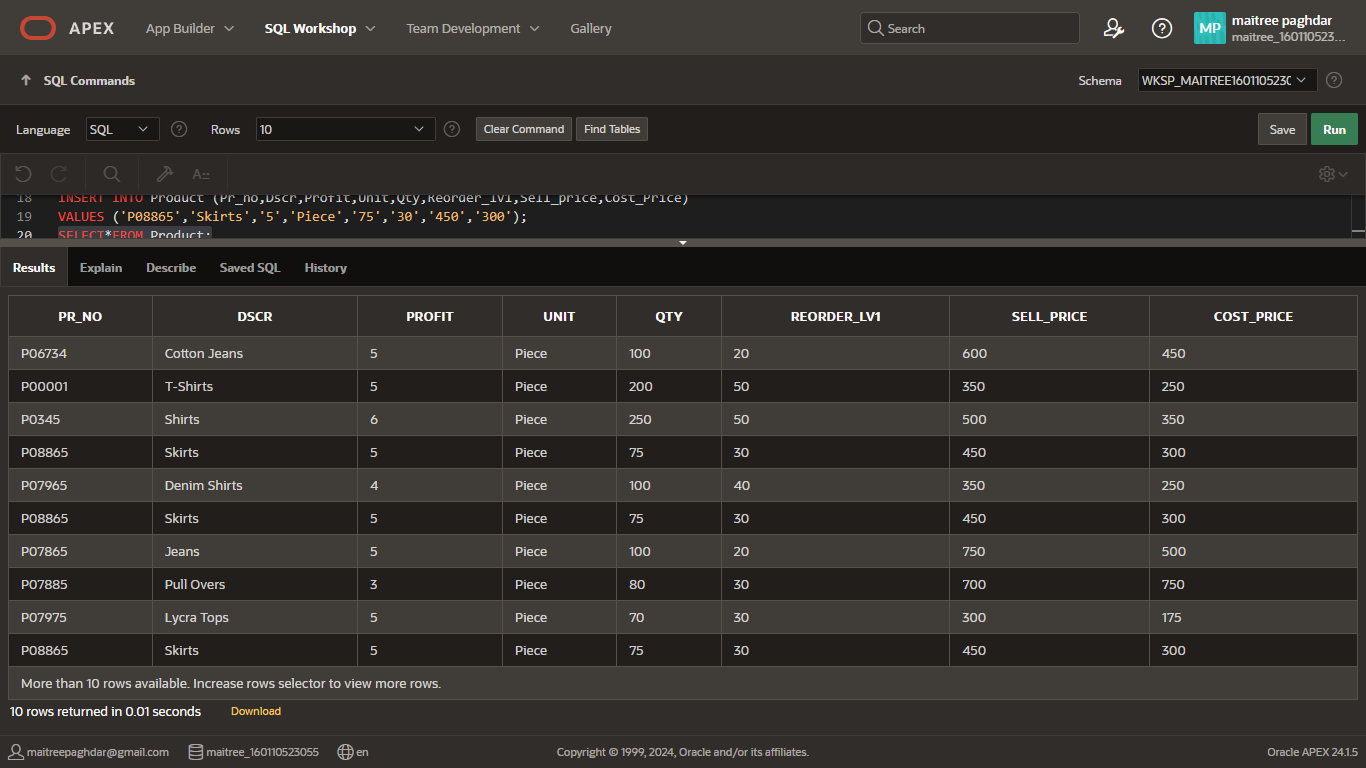 APEX App Builder SQL Workshop Team Development Gallery Search MP maitree paghdar
maitree_160110523...
SQL Commands Schema WKSP_MAITREE160110523C
Language SQL Rows 10 Clear Command Find Tables Save Run
A::
18 INSERT INTO Product (Pr_no,Dscr,Profit,Unit,Qty,Reorder_lv1,Sell_price,Cost_Price)
19 VALUES ('P08865','Skirts','5','Piece','75','30','450','300');
20 SELECT*FROM Product;
Results Explain Describe Saved SQL History
PR_NO DSCR PROFIT UNIT QTY REORDER_LV1 SELL_PRICE COST_PRICE
P06734 Cotton Jeans 5 Piece 100 20 600 450
P00001 T-Shirts 5 Piece 200 50 350 250
P0345 Shirts 6 Piece 250 50 500 350
P08865 Skirts 5 Piece 75 30 450 300
P07965 Denim Shirts 4 Piece 100 40 350 250
P08865 Skirts 5 Piece 75 30 450 300
P07865 Jeans 5 Piece 100 20 750 500
P07885 Pull Overs 3 Piece 80 30 700 750
P07975 Lycra Tops 5 Piece 70 30 300 175
P08865 Skirts 5 Piece 75 30 450 300
More than 10 rows available. Increase rows selector to view more rows.
10 rows returned in 0.01 seconds Download
maitreepaghdar@gmail.com maitree_160110523055 en Copyright © 1999, 2024, Oracle and/or its affiliates. Oracle APEX 24.1.5